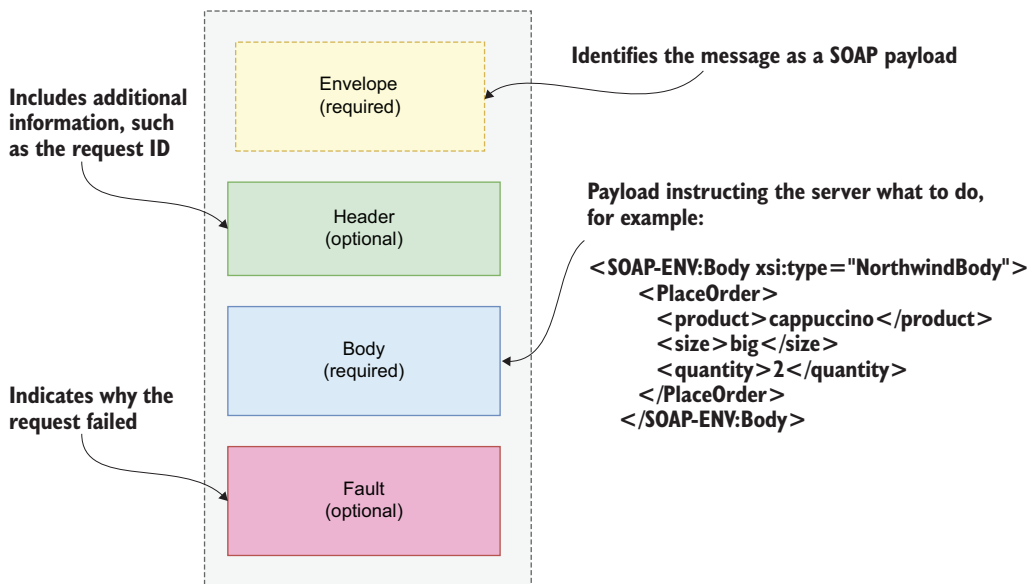 Envelope
(required)
Identifies the message as a SOAP payload
Includes additional
information, such
as the request ID
Header
(optional)
Payload instructing the server what to do,
for example:
<SOAP-ENV:Body xsi:type="NorthwindBody">
<PlaceOrder>
<product>cappuccino</product>
<size>big</size>
<quantity>2</quantity>
</PlaceOrder>
</SOAP-ENV:Body>
Body
(required)
Indicates why the
request failed
Fault
(optional)